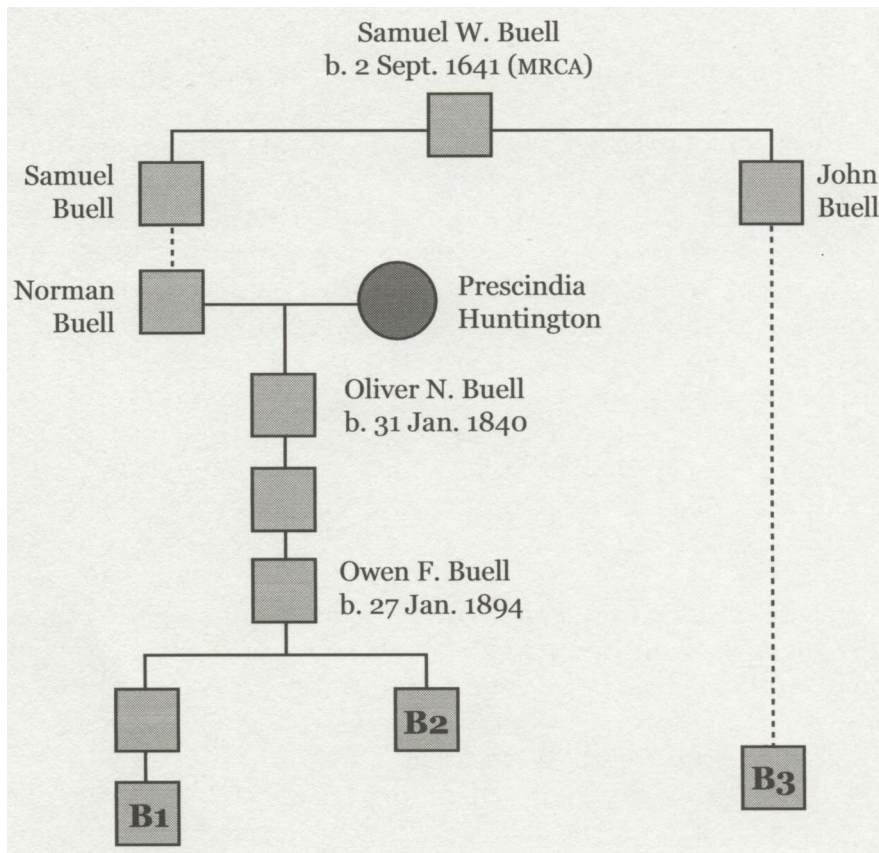 Samuel W. Buell
b. 2 Sept. 1641 (MRCA)
Samuel
Buell
John
Buell
Norman
Buell
Prescindia
Huntington
Oliver N. Buell
b. 31 Jan. 1840
Owen F. Buell
b. 27 Jan. 1894
B2
B3
B1